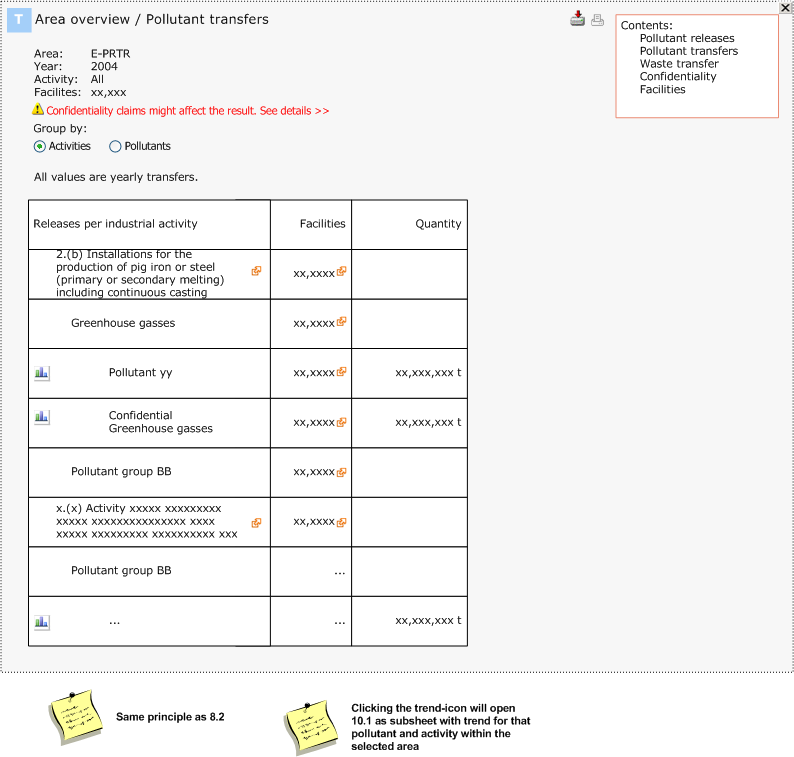 T Area overview / Pollutant transfers
Contents:
Pollutant releases
Pollutant transfers
Waste transfer
Confidentiality
Facilities
Area: E-PRTR
Year: 2004
Activity: All
Facilites: xx,xxx
Confidentiality claims might affect the result. See details >>
Group by:
Activities Pollutants
All values are yearly transfers.
Releases per industrial activity Facilities Quantity
2.(b) Installations for the
production of pig iron or steel
(primary or secondary melting)
including continuous casting
xx,xxxx
Greenhouse gasses xx,xxxx
Pollutant yy xx,xxxx xx,xxx,xxx t
Confidential
Greenhouse gasses
xx,xxxx xx,xxx,xxx t
Pollutant group BB xx,xxxx
x.(x) Activity xxxxx xxxxxxxxx
xxxxx xxxxxxxxxxxxxxx xxxx
xxxxx xxxxxxxxx xxxxxxxxxx xxx
xx,xxxx
Pollutant group BB ...
... ... xx,xxx,xxx t
Same principle as 8.2
Clicking the trend-icon will open
10.1 as subsheet with trend for that
pollutant and activity within the
selected area